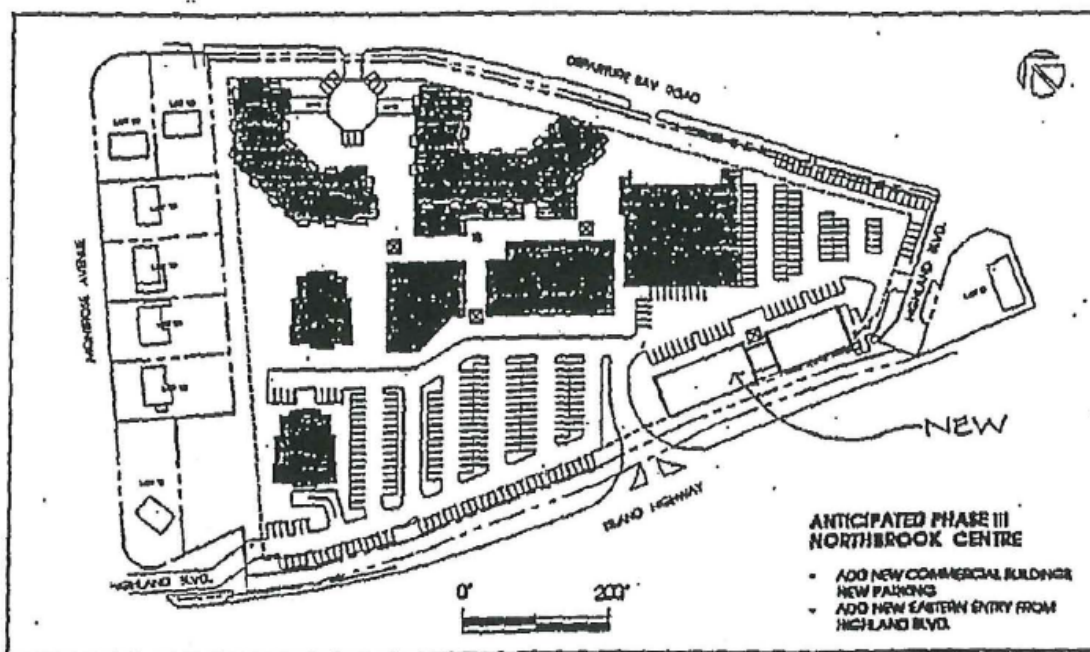 DEPARTURE BAY ROAD
MONTROSE AVENUE
HIGHLAND BLVD.
NEW
ISLAND HIGHWAY
HIGHLAND BLVD.
0'
200'
ANTICIPATED PHASE III
NORTHBROOK CENTRE
• ADD NEW COMMERCIAL BUILDINGS
NEW PARKING
• ADD NEW EASTERN ENTRY FROM
HIGHLAND BLVD.